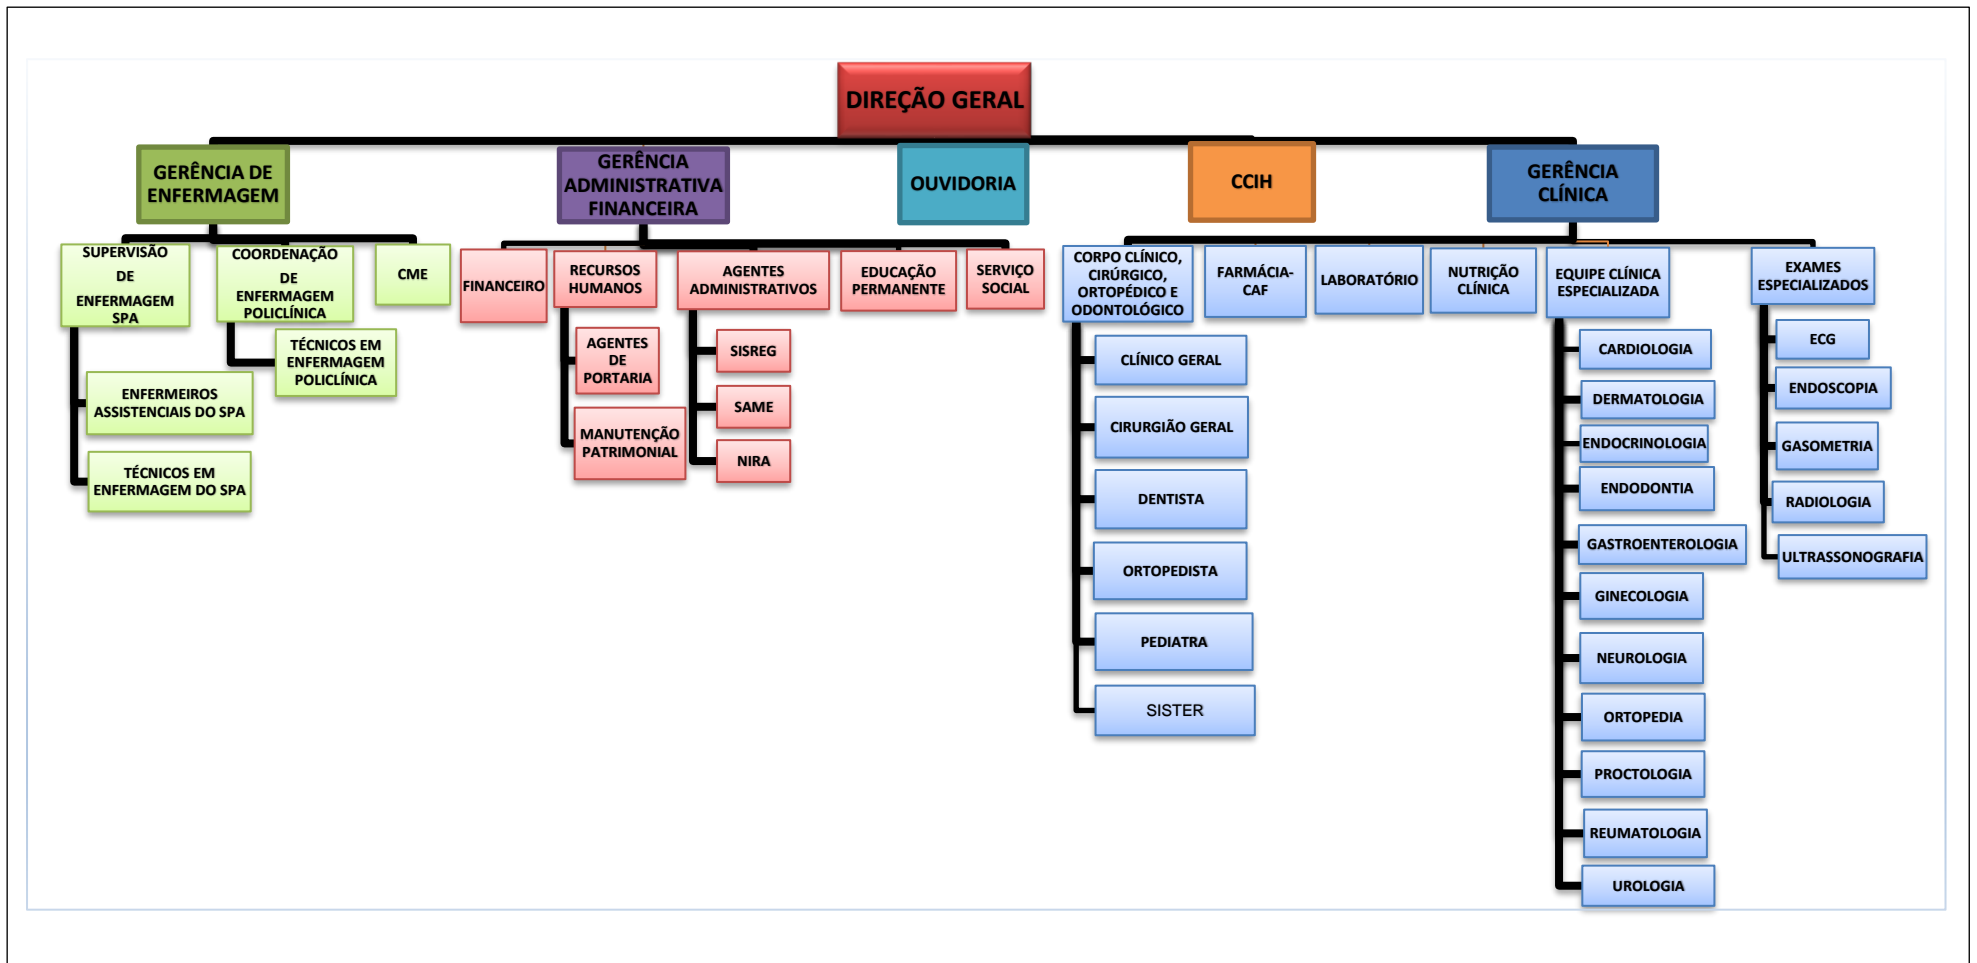 DIREÇÃO GERAL
GERÊNCIA DE
ENFERMAGEM
GERÊNCIA
ADMINISTRATIVA
FINANCEIRA
OUVIDORIA
CCIH
GERÊNCIA
CLÍNICA
SUPERVISÃO
DE
ENFERMAGEM
SPA
COORDENAÇÃO
DE
ENFERMAGEM
POLICLÍNICA
CME
FINANCEIRO
RECURSOS
HUMANOS
AGENTES
ADMINISTRATIVOS
EDUCAÇÃO
PERMANENTE
SERVIÇO
SOCIAL
CORPO CLÍNICO,
CIRÚRGICO,
ORTOPÉDICO E
ODONTOLÓGICO
FARMÁCIA-
CAF
LABORATÓRIO
NUTRIÇÃO
CLÍNICA
EQUIPE CLÍNICA
ESPECIALIZADA
EXAMES
ESPECIALIZADOS
ENFERMEIROS
ASSISTENCIAIS DO SPA
TÉCNICOS EM
ENFERMAGEM DO SPA
TÉCNICOS EM
ENFERMAGEM
POLICLÍNICA
AGENTES
DE
PORTARIA
MANUTENÇÃO
PATRIMONIAL
SISREG
SAME
NIRA
CLÍNICO GERAL
CIRURGIÃO GERAL
DENTISTA
ORTOPEDISTA
PEDIATRA
SISTER
CARDIOLOGIA
DERMATOLOGIA
ENDOCRINOLOGIA
ENDODONTIA
GASTROENTEROLOGIA
GINECOLOGIA
NEUROLOGIA
ORTOPEDIA
PROCTOLOGIA
REUMATOLOGIA
UROLOGIA
ECG
ENDOSCOPIA
GASOMETRIA
RADIOLOGIA
ULTRASSONOGRAFIA